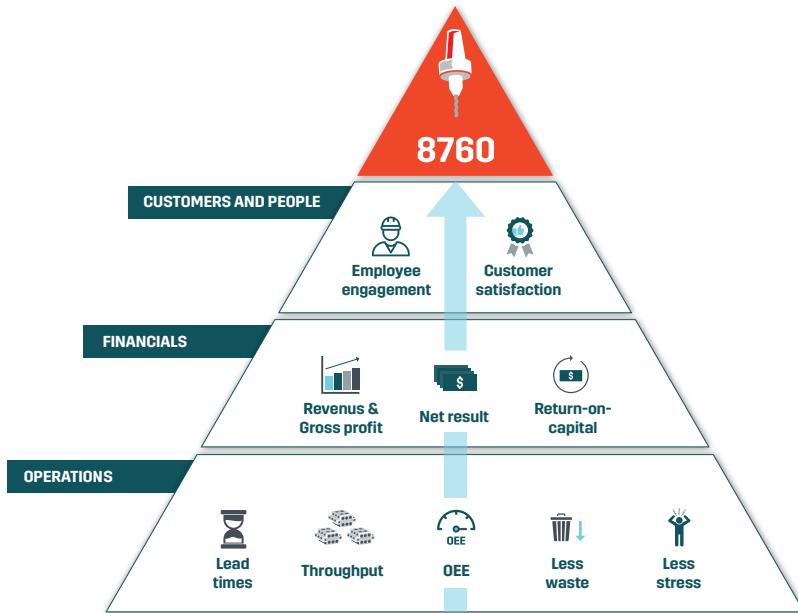 8760
CUSTOMERS AND PEOPLE
Employee
engagement
Customer
satisfaction
FINANCIALS
$
$
Revenus &
Gross profit
Net result
Return-on-
capital
OPERATIONS
OEE
Lead
times
Throughput
OEE
Less
waste
Less
stress